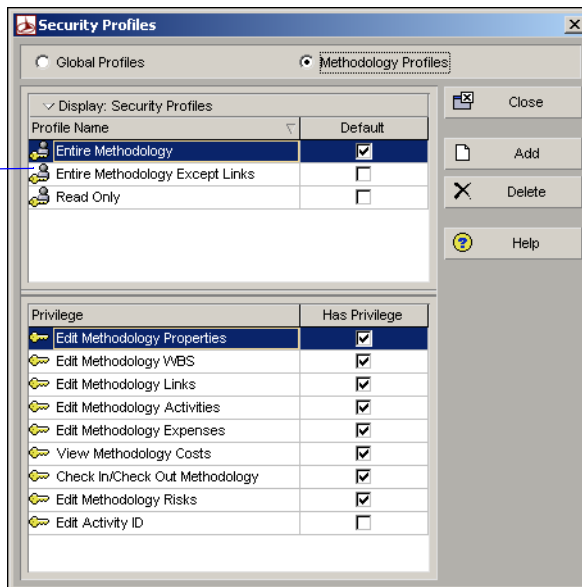 Security Profiles
Global Profiles Methodology Profiles
Display: Security Profiles
Profile Name Default
Entire Methodology
Entire Methodology Except Links
Read Only
Close
Add
Delete
Help
Privilege Has Privilege
Edit Methodology Properties
Edit Methodology WBS
Edit Methodology Links
Edit Methodology Activities
Edit Methodology Expenses
View Methodology Costs
Check In/Check Out Methodology
Edit Methodology Risks
Edit Activity ID